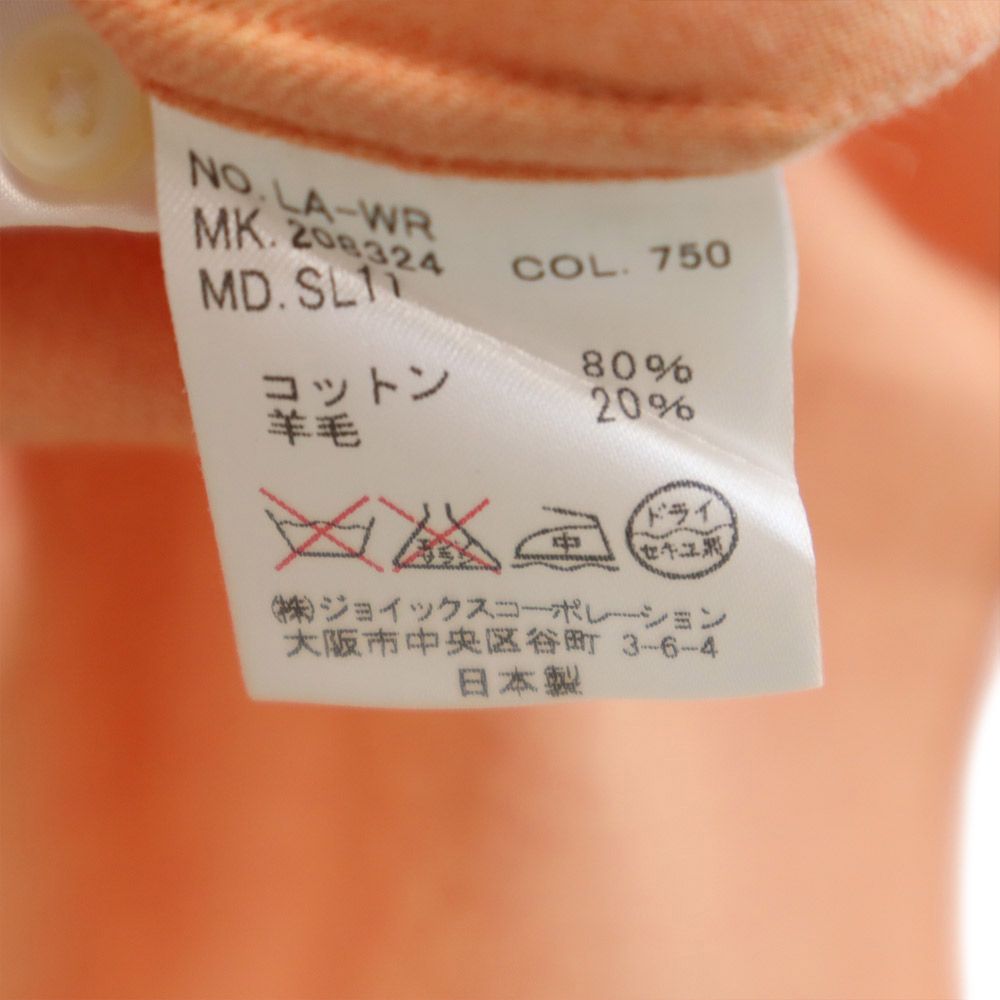 NO. LA-WR
MK. 208324 COL. 750
MD. SL11
コットン 80%
羊毛 20%
中
ドライ
セキユ系
㈱ジョイックスコーポレーション
大阪市中央区谷町 3-6-4
日本製